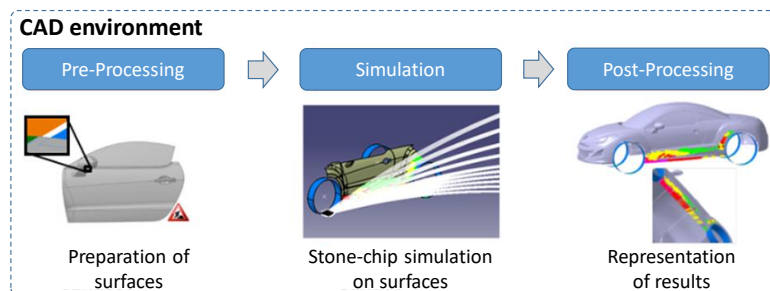 CAD environment
Pre-Processing
Simulation
Post-Processing
Preparation of
surfaces
Stone-chip simulation
on surfaces
Representation
of results